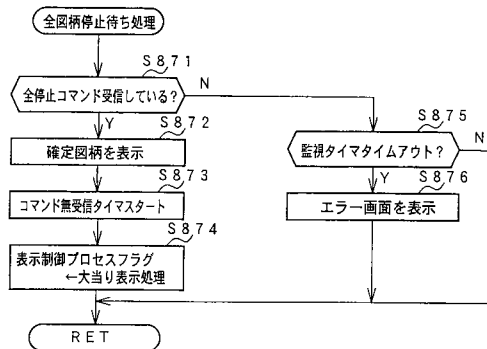 全図柄停止待ち処理
S871
全停止コマンド受信している?
N
Y
S872
確定図柄を表示
S873
コマンド無受信タイマスタート
S874
表示制御プロセスフラグ
←大当り表示処理
S875
監視タイマタイムアウト?
N
Y
S876
エラー画面を表示
RET